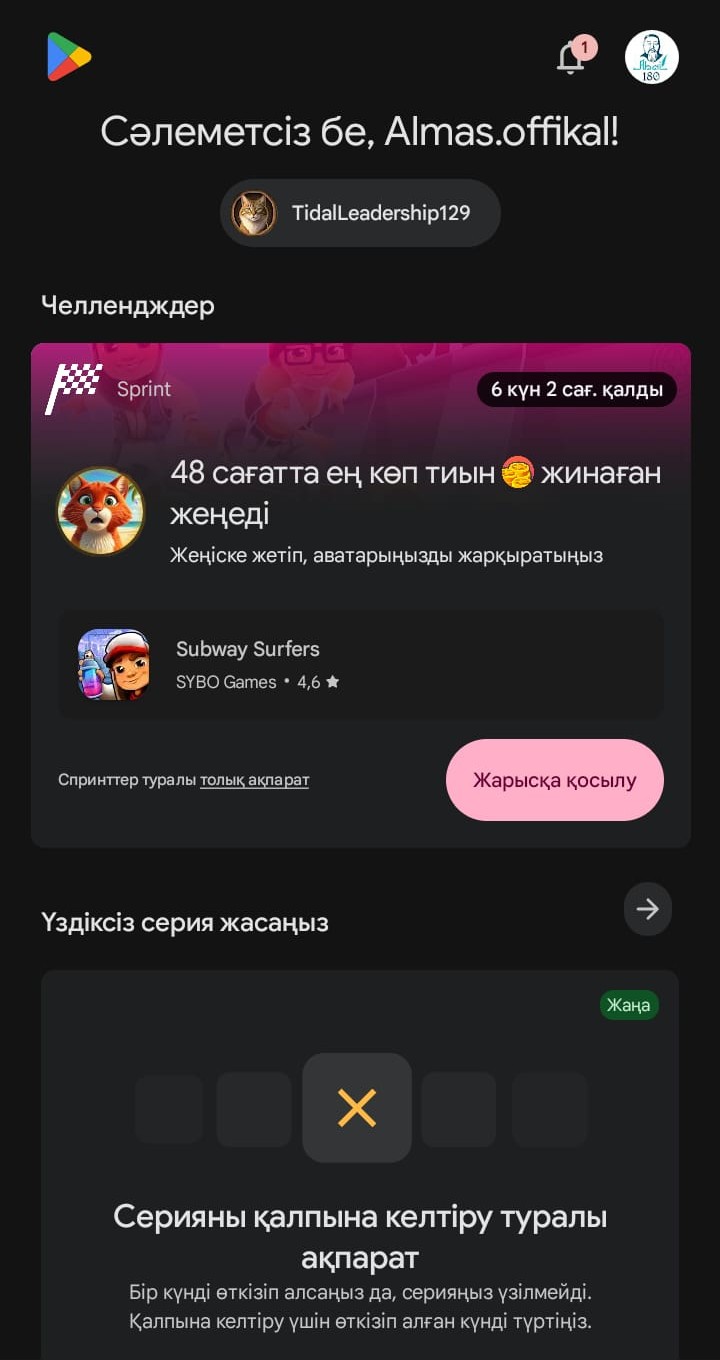 1
Abai
180
Сәлеметсіз бе, Almas.offikal!
TidalLeadership129
Челленджер
Sprint
6 күн 2 сағ. қалды
48 сағатта ең көп тиын жинаған
жеңеді
Жеңіске жетіп, аватарыңызды жарқыратыңыз
Subway Surfers
SYBO Games • 4,6 ★
Спринттер туралы толық ақпарат
Жарысқа қосылу
Үздіксіз серия жасаңыз
Жаңа
Серияны қалпына келтіру туралы
ақпарат
Бір күнді өткізіп алсаңыз да, серияңыз үзілмейді.
Қалпына келтіру үшін өткізіп алған күнді түртіңіз.